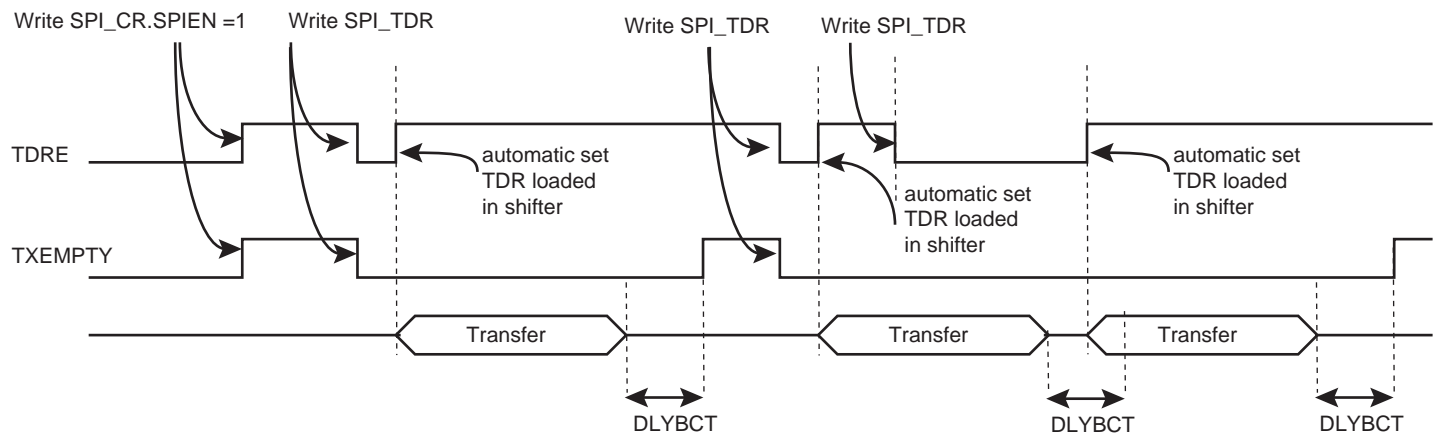 Write SPI_CR.SPIEN =1
Write SPI_TDR
Write SPI_TDR
Write SPI_TDR
TDRE
automatic set
TDR loaded
in shifter
automatic set
TDR loaded
in shifter
automatic set
TDR loaded
in shifter
TXEMPTY
Transfer
Transfer
Transfer
DLYBCT
DLYBCT
DLYBCT